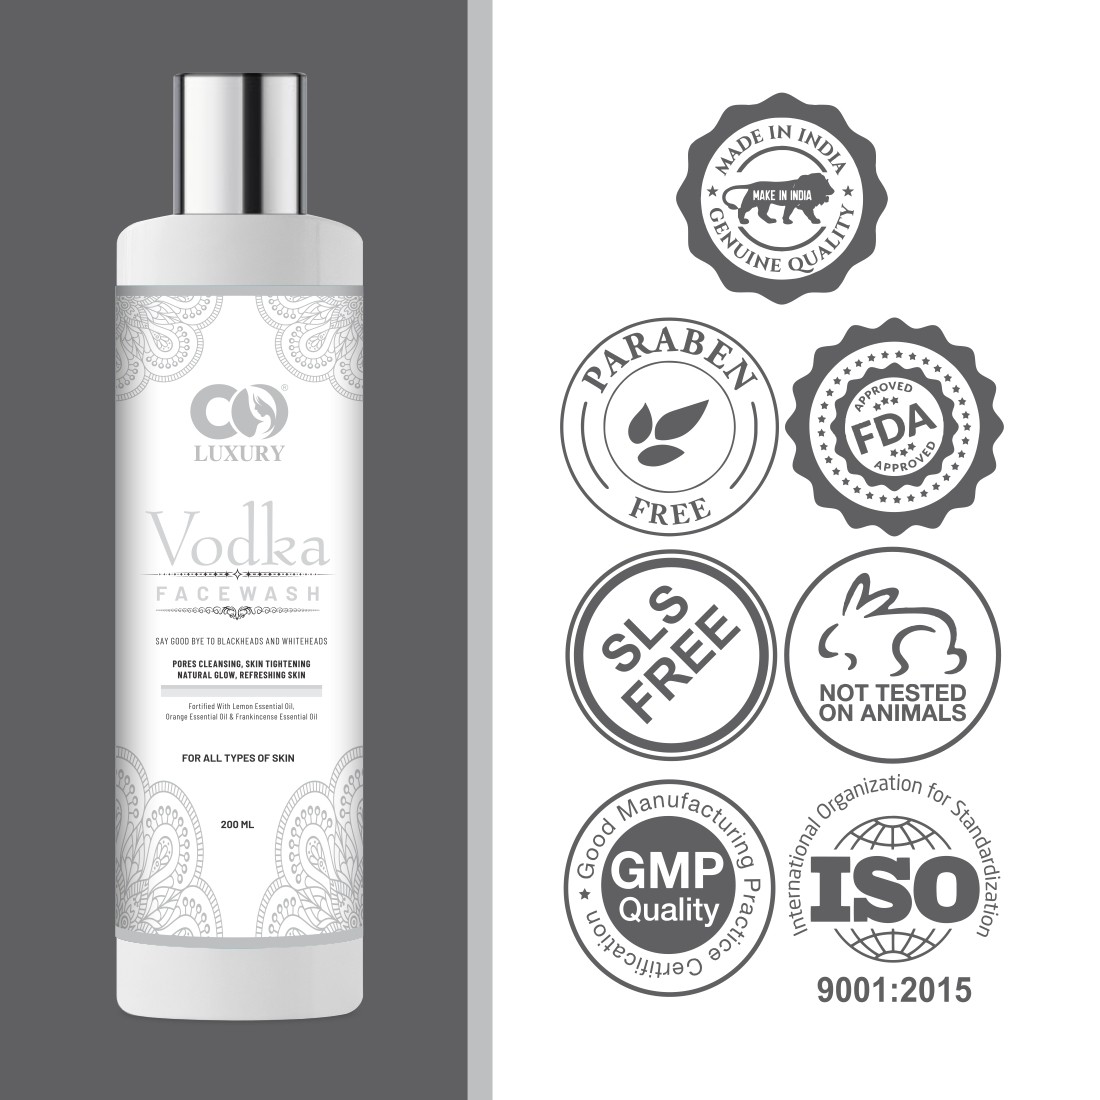 CO®
LUXURY
Vodka
FACEWASH
SAY GOOD BYE TO BLACKHEADS AND WHITEHEADS
PORES CLEANSING, SKIN TIGHTENING
NATURAL GLOW, REFRESHING SKIN
Fortified With Lemon Essential Oil,
Orange Essential Oil & Frankincense Essential Oil
FOR ALL TYPES OF SKIN
200 ML
MADE IN INDIA
MAKE IN INDIA
GENUINE QUALITY
PARABEN
FREE
APPROVED
FDA
APPROVED
SLS
FREE
NOT TESTED
ON ANIMALS
Good Manufacturing Practice Certification
GMP
Quality
International Organization for Standardization
ISO
9001:2015